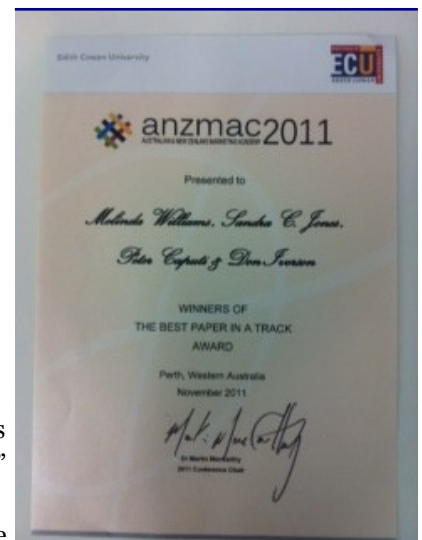 Edith Cowan University
ECU
EDITH COWAN
anzmac2011
AUSTRALIAN & NEW ZEALAND MARKETING ACADEMY
Presented to
Melinda Williams, Sandra C. Jones,
Peter Caputi & Don Iverson
WINNERS OF
THE BEST PAPER IN A TRACK
AWARD
Perth, Western Australia
November 2011
Dr Martin MacCarthy
2011 Conference Chair
s
”
e